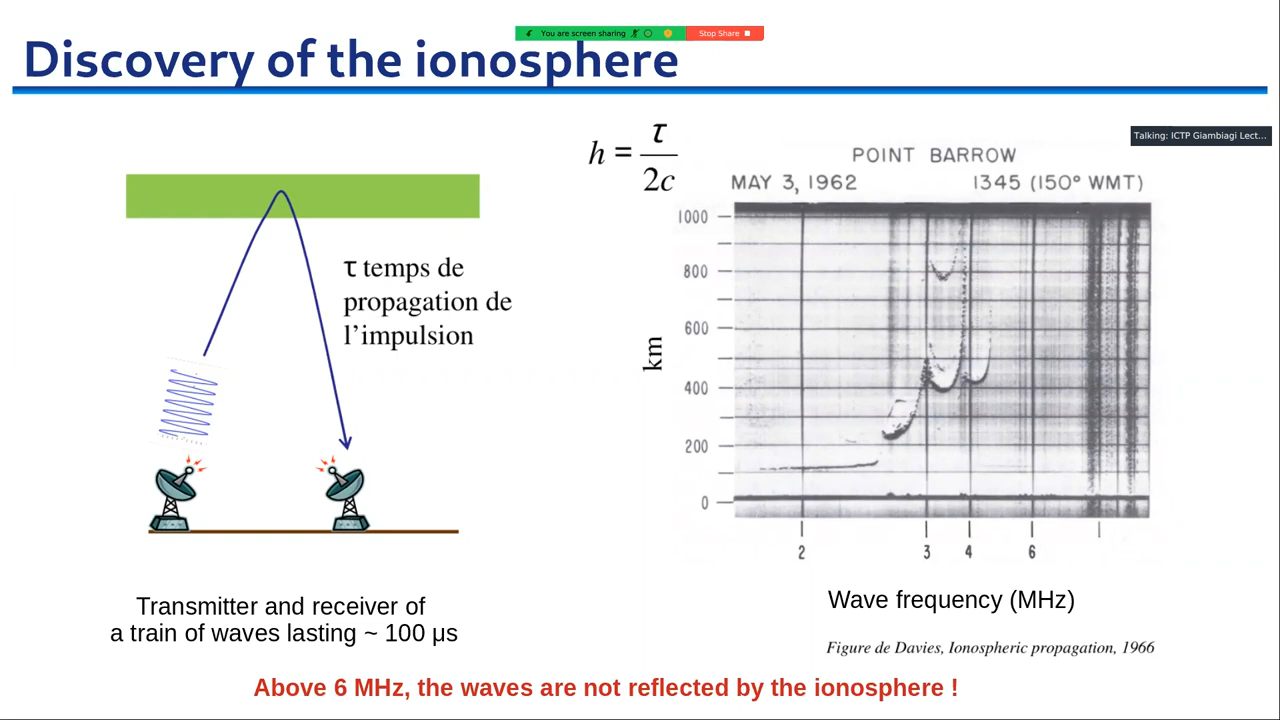 You are screen sharing
Stop Share
Discovery of the ionosphere
Talking: ICTP Giambiagi Lect...
h = τ
2c
POINT BARROW
MAY 3, 1962 1345 (150° WMT)
1000
800
600
400
200
0
km
2 3 4 6
τ temps de
propagation de
l'impulsion
Transmitter and receiver of
a train of waves lasting ~ 100 μs
Wave frequency (MHz)
Figure de Davies, Ionospheric propagation, 1966
Above 6 MHz, the waves are not reflected by the ionosphere !